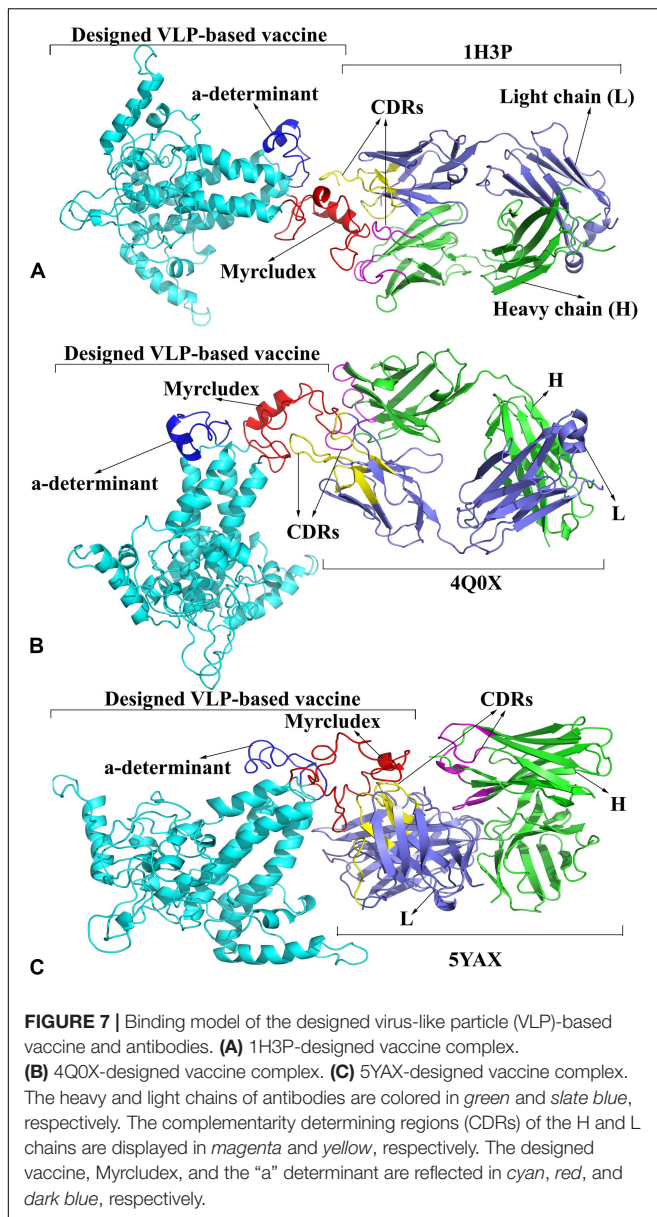 Designed VLP-based vaccine
1H3P
a-determinant
CDRs
Light chain (L)
Myrcludex
Heavy chain (H)
A
Designed VLP-based vaccine
Myrcludex
H
a-determinant
L
CDRs
4Q0X
B
Designed VLP-based vaccine
CDRs
Myrcludex
a-determinant
H
L
5YAX
C
FIGURE 7 | Binding model of the designed virus-like particle (VLP)-based
vaccine and antibodies. (A) 1H3P-designed vaccine complex.
(B) 4Q0X-designed vaccine complex. (C) 5YAX-designed vaccine complex.
The heavy and light chains of antibodies are colored in green and slate blue,
respectively. The complementarity determining regions (CDRs) of the H and L
chains are displayed in magenta and yellow, respectively. The designed
vaccine, Myrcludex, and the “a” determinant are reflected in cyan, red, and
dark blue, respectively.